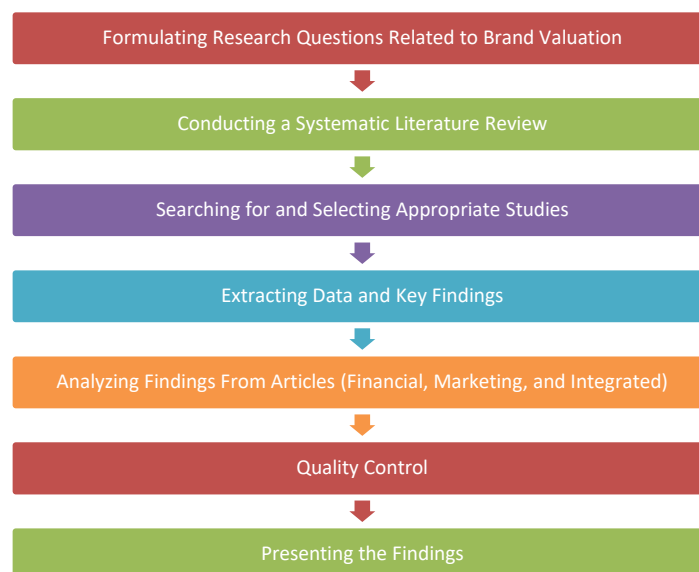 Formulating Research Questions Related to Brand Valuation
Conducting a Systematic Literature Review
Searching for and Selecting Appropriate Studies
Extracting Data and Key Findings
Analyzing Findings From Articles (Financial, Marketing, and Integrated)
Quality Control
Presenting the Findings